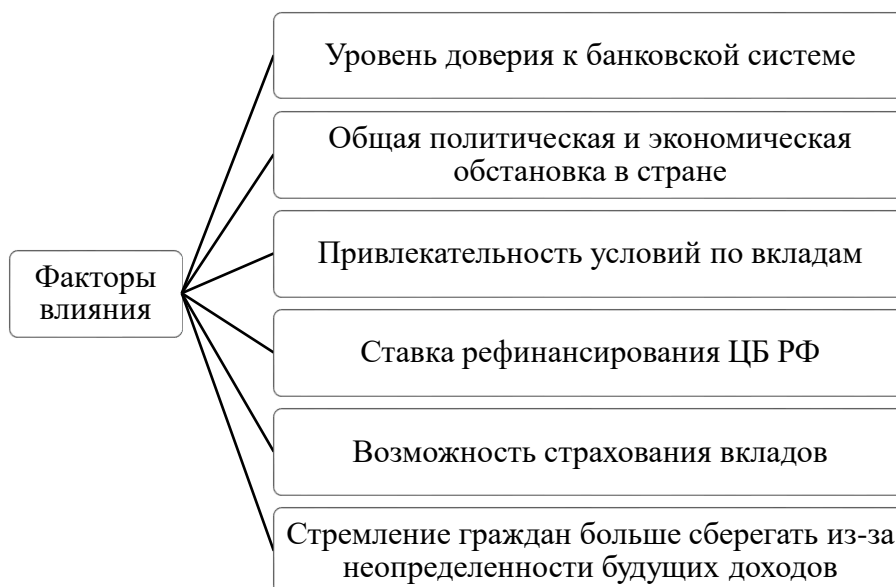 Уровень доверия к банковской системе
Общая политическая и экономическая
обстановка в стране
Привлекательность условий по вкладам
Факторы
влияния
Ставка рефинансирования ЦБ РФ
Возможность страхования вкладов
Стремление граждан больше сберегать из-за
неопределенности будущих доходов